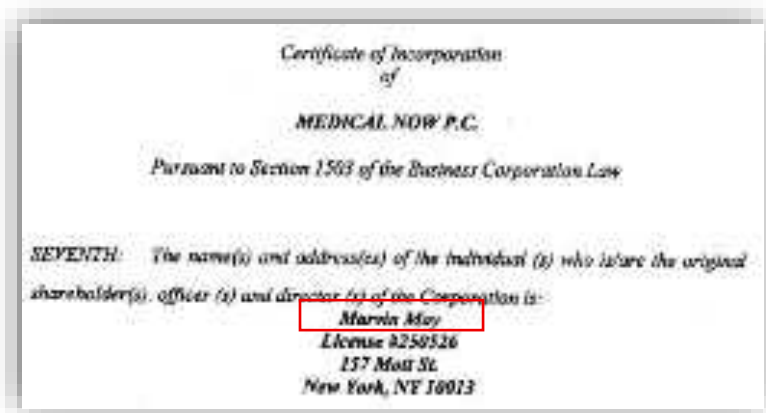 Certificate of Incorporation
of
MEDICAL NOW P.C.
Pursuant to Section 1503 of the Business Corporation Law
SEVENTH: The name(s) and address(es) of the individual (s) who is/are the original
shareholder(s), officer (s) and director (s) of the Corporation is:
Marvin May
License #250526
157 Mott St.
New York, NY 10013